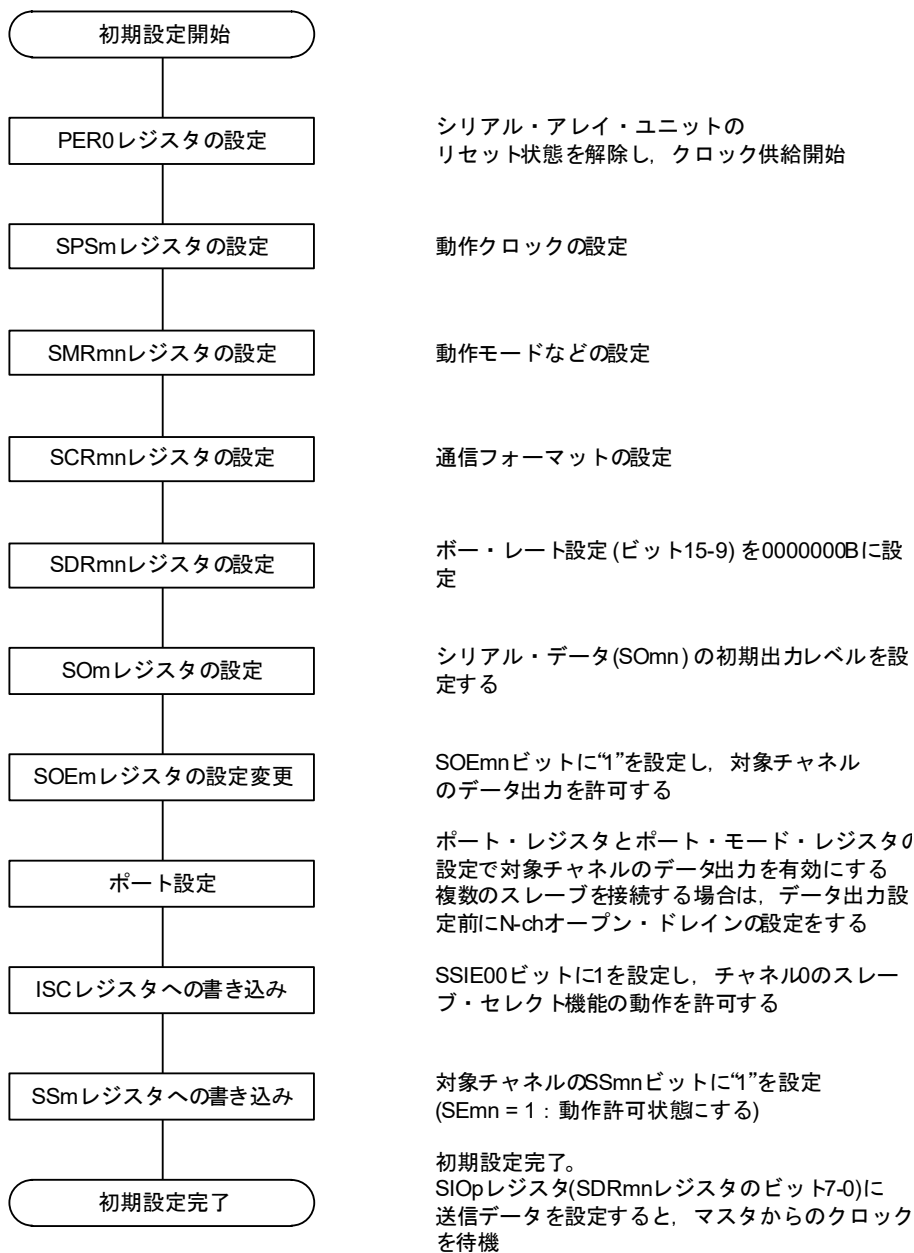 初期設定開始
PER0レジスタの設定
シリアル・アレイ・ユニットの
リセット状態を解除し，クロック供給開始
SPSmレジスタの設定
動作クロックの設定
SMRmnレジスタの設定
動作モードなどの設定
SCRmnレジスタの設定
通信フォーマットの設定
SDRmnレジスタの設定
ボー・レート設定 (ビット15-9) を0000000Bに設
定
SOmレジスタの設定
シリアル・データ(SOmn ) の初期出力レベルを設
定する
SOEmレジスタの設定変更
SOEmnビットに“1”を設定し，対象チャネル
のデータ出力を許可する
ポート設定
ポート・レジスタとポート・モード・レジスタの
設定で対象チャネルのデータ出力を有効にする
複数のスレーブを接続する場合は，データ出力設
定前にN-chオープン・ドレインの設定をする
ISCレジスタへの書き込み
SSIE00ビットに1を設定し，チャネル0のスレー
ブ・セレクト機能の動作を許可する
SSmレジスタへの書き込み
対象チャネルのSSmnビットに“1”を設定
(SEmn = 1：動作許可状態にする)
初期設定完了
初期設定完了。
SIOpレジスタ(SDRmnレジスタのビット7-0)に
送信データを設定すると，マスタからのクロック
を待機